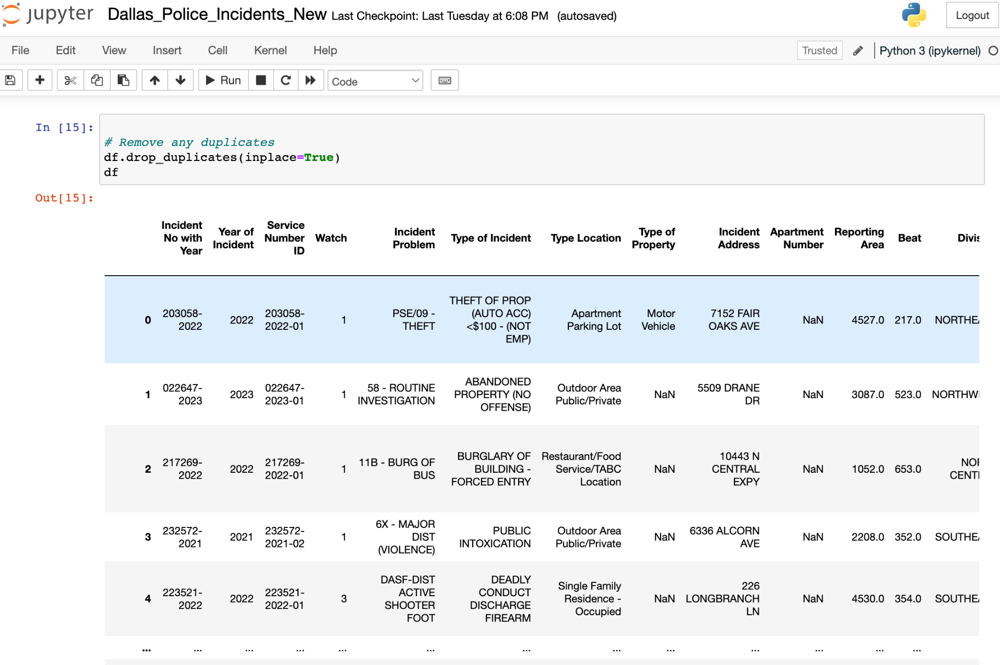 jupyter Dallas_Police_Incidents_New Last Checkpoint: Last Tuesday at 6:08 PM (autosaved) Logout
File Edit View Insert Cell Kernel Help Trusted Python 3 (ipykernel)
Run Code
In [15]:
# Remove any duplicates
df.drop_duplicates(inplace=True)
df
Out[15]:
Incident No with Year Year of Incident Service Number ID Watch Incident Problem Type of Incident Type Location Type of Property Incident Address Apartment Number Reporting Area Beat Divis
0 203058-2022 2022 203058-2022-01 1 PSE/09 - THEFT THEFT OF PROP (AUTO ACC) <$100 - (NOT EMP) Apartment Parking Lot Motor Vehicle 7152 FAIR OAKS AVE NaN 4527.0 217.0 NORTHEA
1 022647-2023 2023 022647-2023-01 1 58 - ROUTINE INVESTIGATION ABANDONED PROPERTY (NO OFFENSE) Outdoor Area Public/Private NaN 5509 DRANE DR NaN 3087.0 523.0 NORTHWE
2 217269-2022 2022 217269-2022-01 1 11B - BURG OF BUS BURGLARY OF BUILDING - FORCED ENTRY Restaurant/Food Service/TABC Location NaN 10443 N CENTRAL EXPY NaN 1052.0 653.0 NOR CENT
3 232572-2021 2021 232572-2021-02 1 6X - MAJOR DIST (VIOLENCE) PUBLIC INTOXICATION Outdoor Area Public/Private NaN 6336 ALCORN AVE NaN 2208.0 352.0 SOUTHEA
4 223521-2022 2022 223521-2022-01 3 DASF-DIST ACTIVE SHOOTER FOOT DEADLY CONDUCT DISCHARGE FIREARM Single Family Residence - Occupied NaN 226 LONGBRANCH LN NaN 4530.0 354.0 SOUTHEA
... ... ... ... ... ... ... ... ... ... ... ... ...